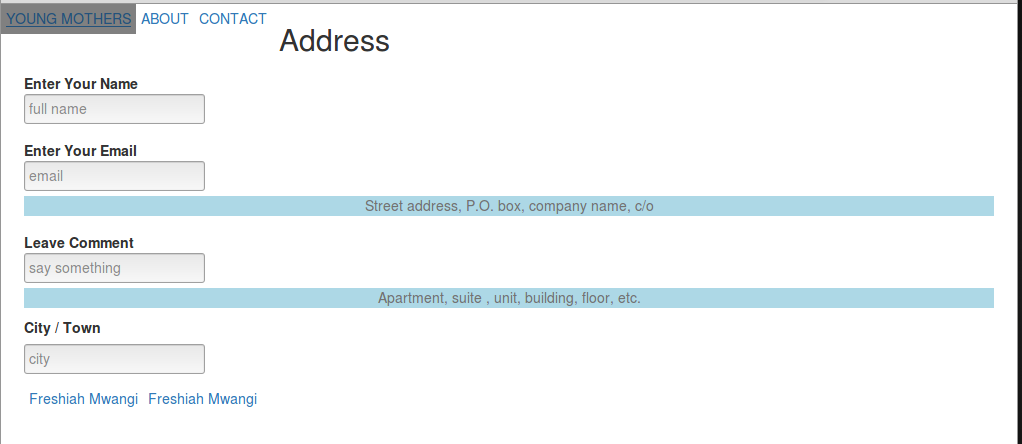 YOUNG MOTHERS ABOUT CONTACT
Address
Enter Your Name
full name
Enter Your Email
email
Street address, P.O. box, company name, c/o
Leave Comment
say something
Apartment, suite , unit, building, floor, etc.
City / Town
city
Freshiah Mwangi Freshiah Mwangi